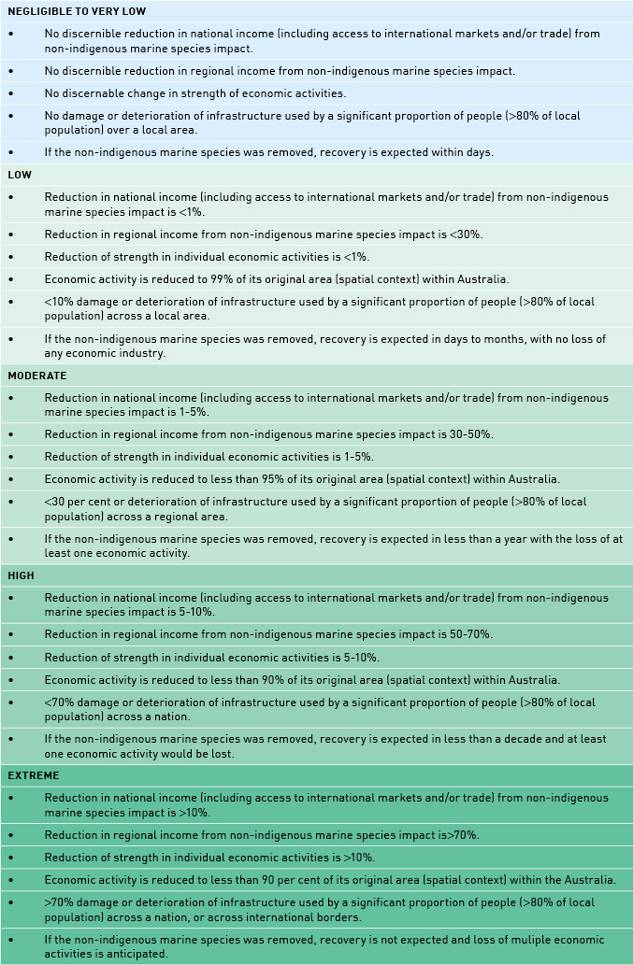 NEGLIGIBLE TO VERY LOW
• No discernible reduction in national income (including access to international markets and/or trade) from
non-indigenous marine species impact.
• No discernible reduction in regional income from non-indigenous marine species impact.
• No discernable change in strength of economic activities.
• No damage or deterioration of infrastructure used by a significant proportion of people (>80% of local
population) over a local area.
• If the non-indigenous marine species was removed, recovery is expected within days.
LOW
• Reduction in national income (including access to international markets and/or trade) from non-indigenous
marine species impact is <1%.
• Reduction in regional income from non-indigenous marine species impact is <30%.
• Reduction of strength in individual economic activities is <1%.
• Economic activity is reduced to 99% of its original area (spatial context) within Australia.
• <10% damage or deterioration of infrastructure used by a significant proportion of people (>80% of local
population) across a local area.
• If the non-indigenous marine species was removed, recovery is expected in days to months, with no loss of
any economic industry.
MODERATE
• Reduction in national income (including access to international markets and/or trade) from non-indigenous
marine species impact is 1-5%.
• Reduction in regional income from non-indigenous marine species impact is 30-50%.
• Reduction of strength in individual economic activities is 1-5%.
• Economic activity is reduced to less than 95% of its original area (spatial context) within Australia.
• <30 per cent or deterioration of infrastructure used by a significant proportion of people (>80% of local
population) across a regional area.
• If the non-indigenous marine species was removed, recovery is expected in less than a year with the loss of at
least one economic activity.
HIGH
• Reduction in national income (including access to international markets and/or trade) from non-indigenous
marine species impact is 5-10%.
• Reduction in regional income from non-indigenous marine species impact is 50-70%.
• Reduction of strength in individual economic activities is 5-10%.
• Economic activity is reduced to less than 90% of its original area (spatial context) within Australia.
• <70% damage or deterioration of infrastructure used by a significant proportion of people (>80% of local
population) across a nation.
• If the non-indigenous marine species was removed, recovery is expected in less than a decade and at least
one economic activity would be lost.
EXTREME
• Reduction in national income (including access to international markets and/or trade) from non-indigenous
marine species impact is >10%.
• Reduction in regional income from non-indigenous marine species impact is>70%.
• Reduction of strength in individual economic activities is >10%.
• Economic activity is reduced to less than 90 per cent of its original area (spatial context) within the Australia.
• >70% damage or deterioration of infrastructure used by a significant proportion of people (>80% of local
population) across a nation, or across international borders.
• If the non-indigenous marine species was removed, recovery is not expected and loss of muliple economic
activities is anticipated.